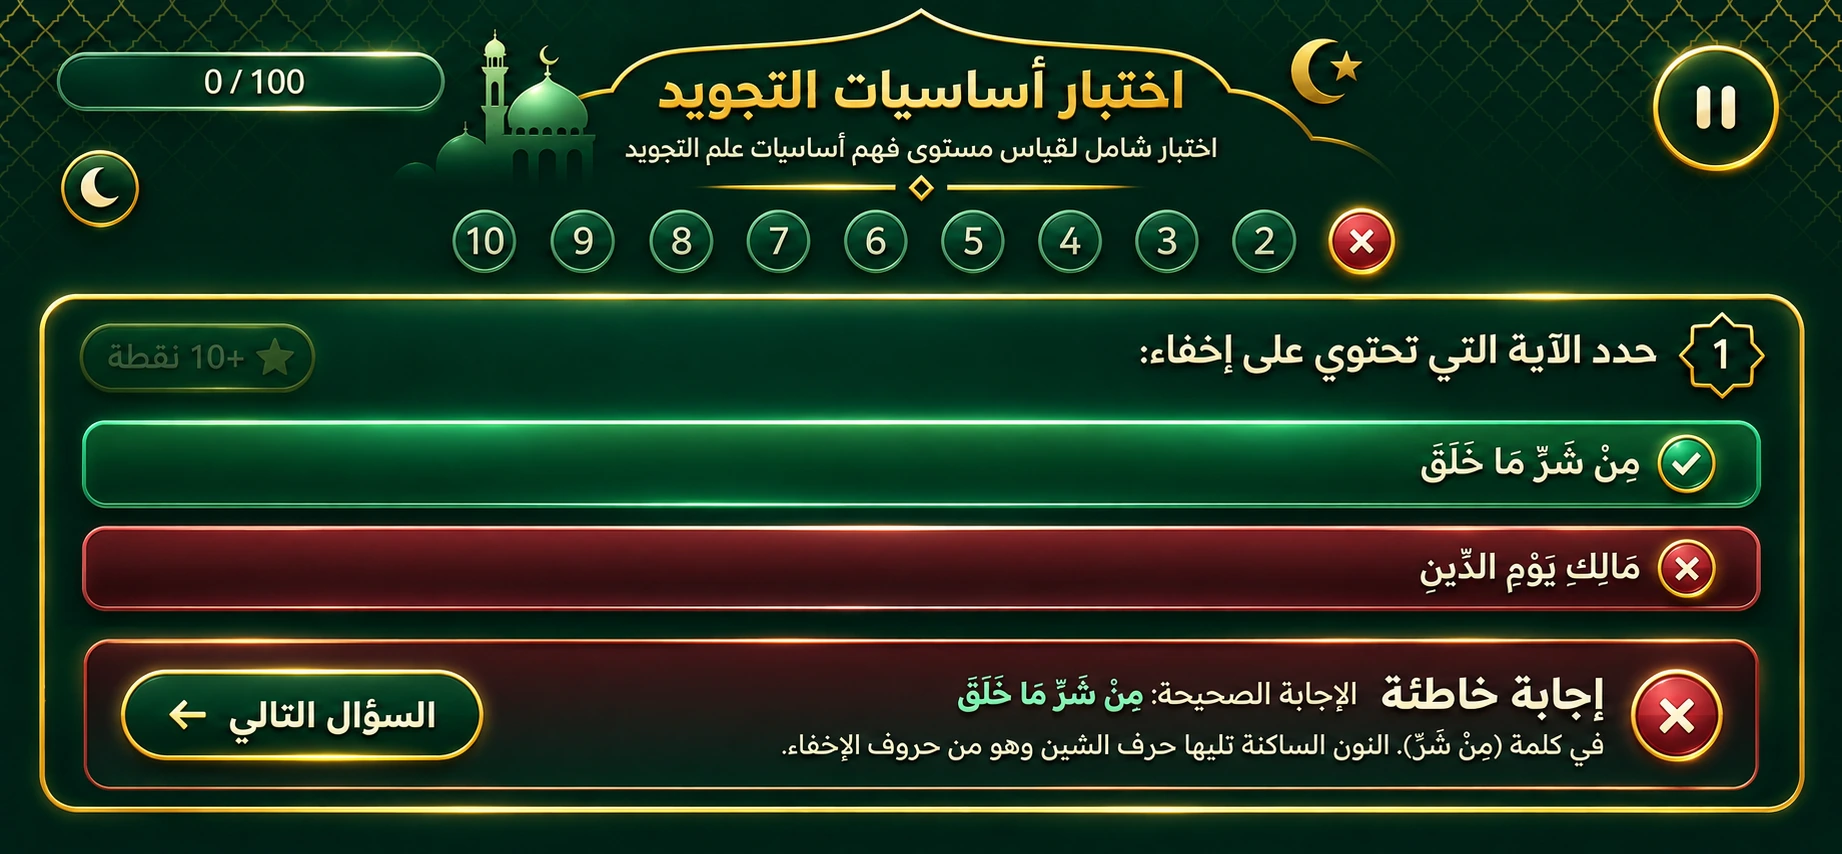 اختبار أساسيات التجويد
0 / 100
اختبار شامل لقياس مستوى فهم أساسيات علم التجويد
2 3 4 5 6 7 8 9 10
1 حدد الآية التي تحتوي على إخفاء:
+10 نقطة
مِنْ شَرِّ مَا خَلَقَ
مَالِكِ يَوْمِ الدِّينِ
إجابة خاطئة الإجابة الصحيحة: مِنْ شَرِّ مَا خَلَقَ
في كلمة (مِنْ شَرِّ). النون الساكنة تليها حرف الشين وهو من حروف الإخفاء.
السؤال التالي ←